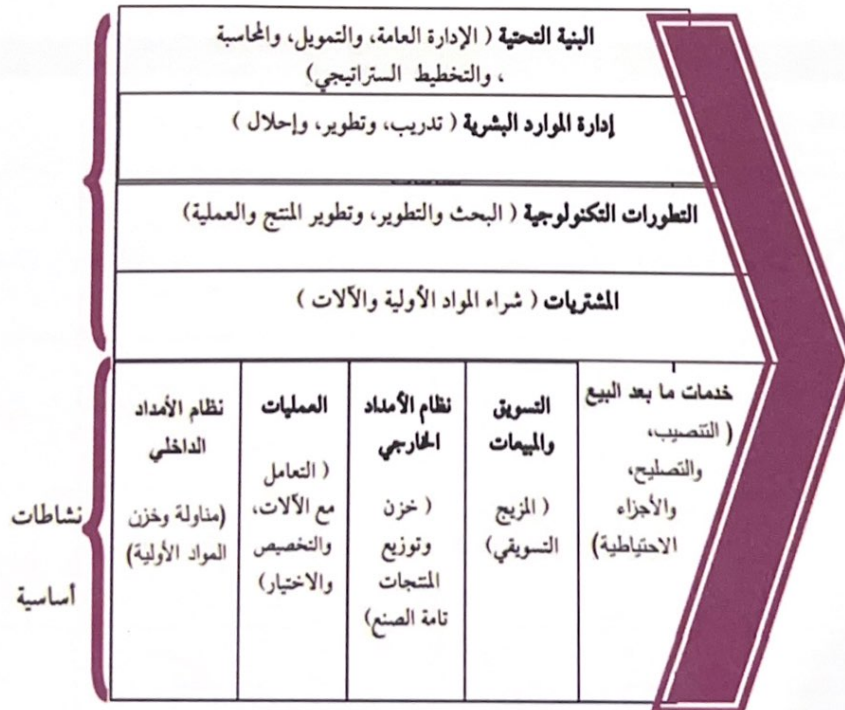 البنية التحتية ( الإدارة العامة، والتمويل، والمحاسبة
، والتخطيط الستراتيجي)
إدارة الموارد البشرية ( تدريب، وتطوير، وإحلال )
التطورات التكنولوجية ( البحث والتطوير، وتطوير المنتج والعملية)
المشتريات ( شراء المواد الأولية والآلات )
خدمات ما بعد البيع
( التنصيب،
والتصليح،
والأجزاء
الاحتياطية)
التسويق
والمبيعات
( المزيج
التسويقي)
نظام الأمداد
الخارجي
( خزن
وتوزيع
المنتجات
تامة الصنع)
العمليات
( التعامل
مع الآلات،
والتخصيص
والاختيار)
نظام الأمداد
الداخلي
(مناولة وخزن
المواد الأولية)
نشاطات
أساسية